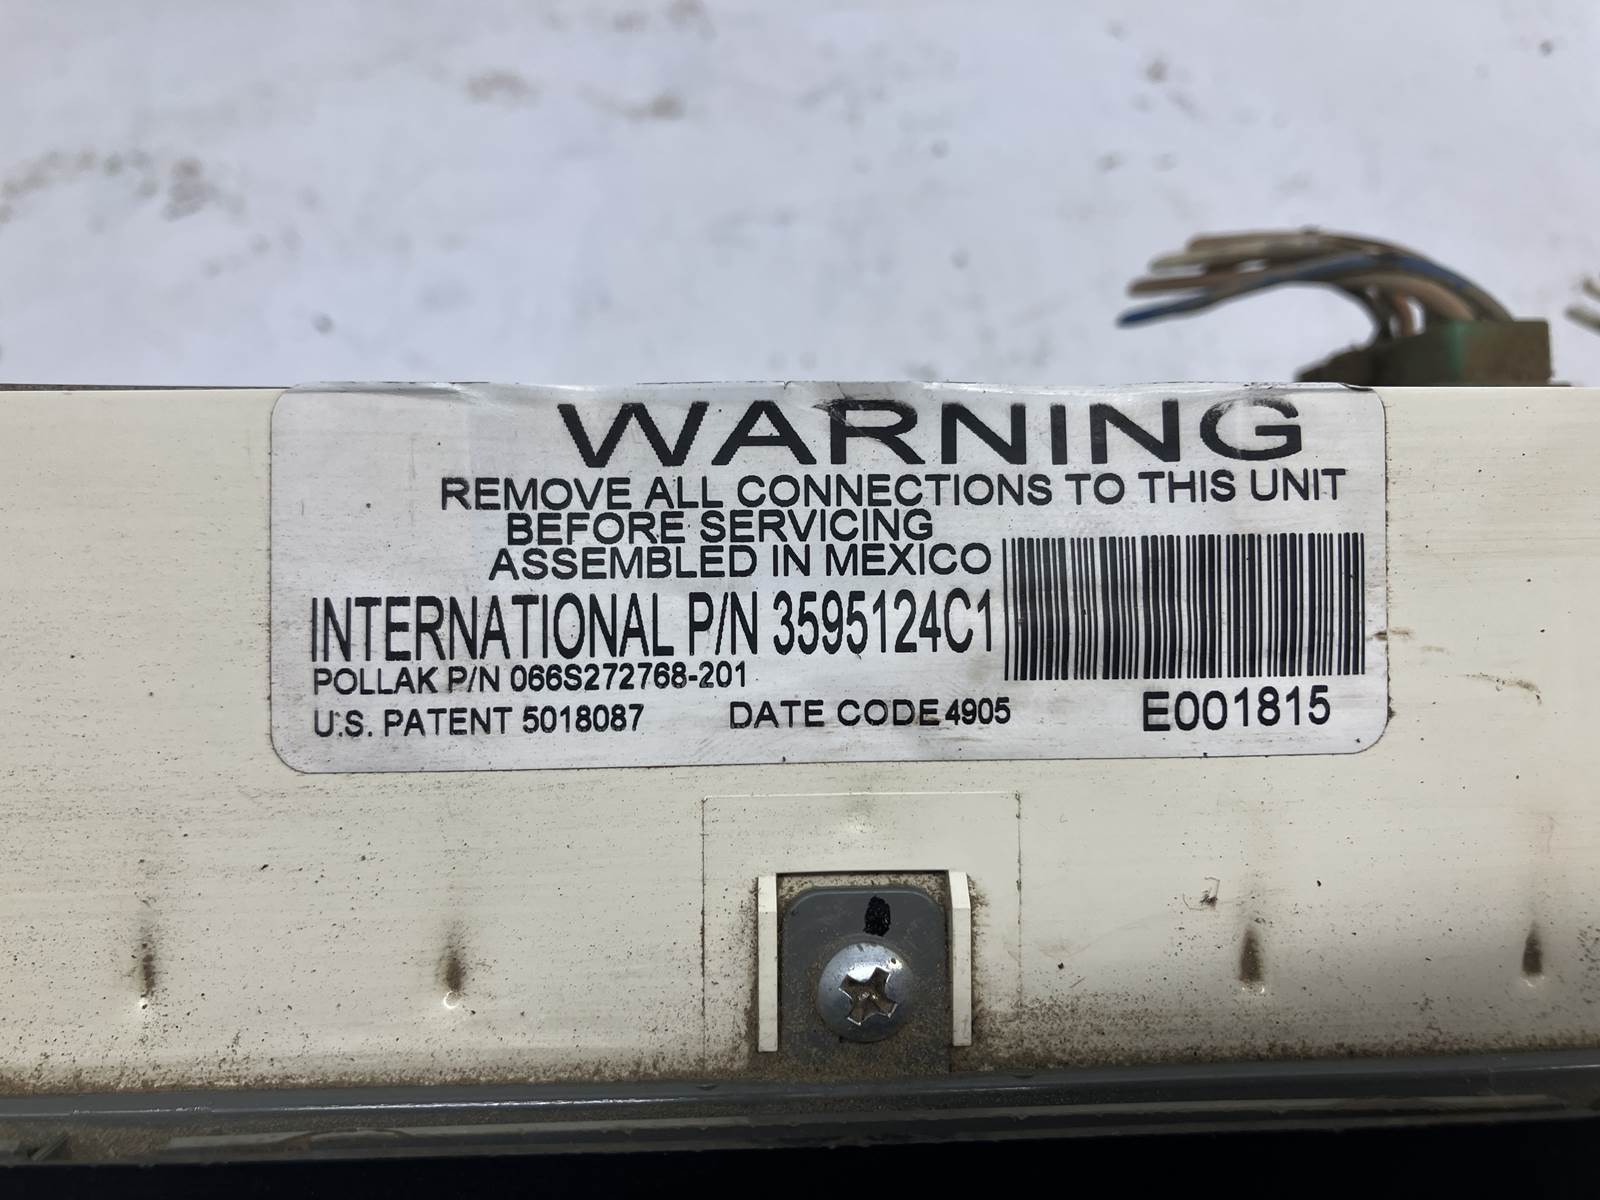 WARNING
REMOVE ALL CONNECTIONS TO THIS UNIT
BEFORE SERVICING
ASSEMBLED IN MEXICO
INTERNATIONAL P/N 3595124C1
POLLAK P/N 066S272768-201
U.S. PATENT 5018087 DATE CODE 4905
E001815